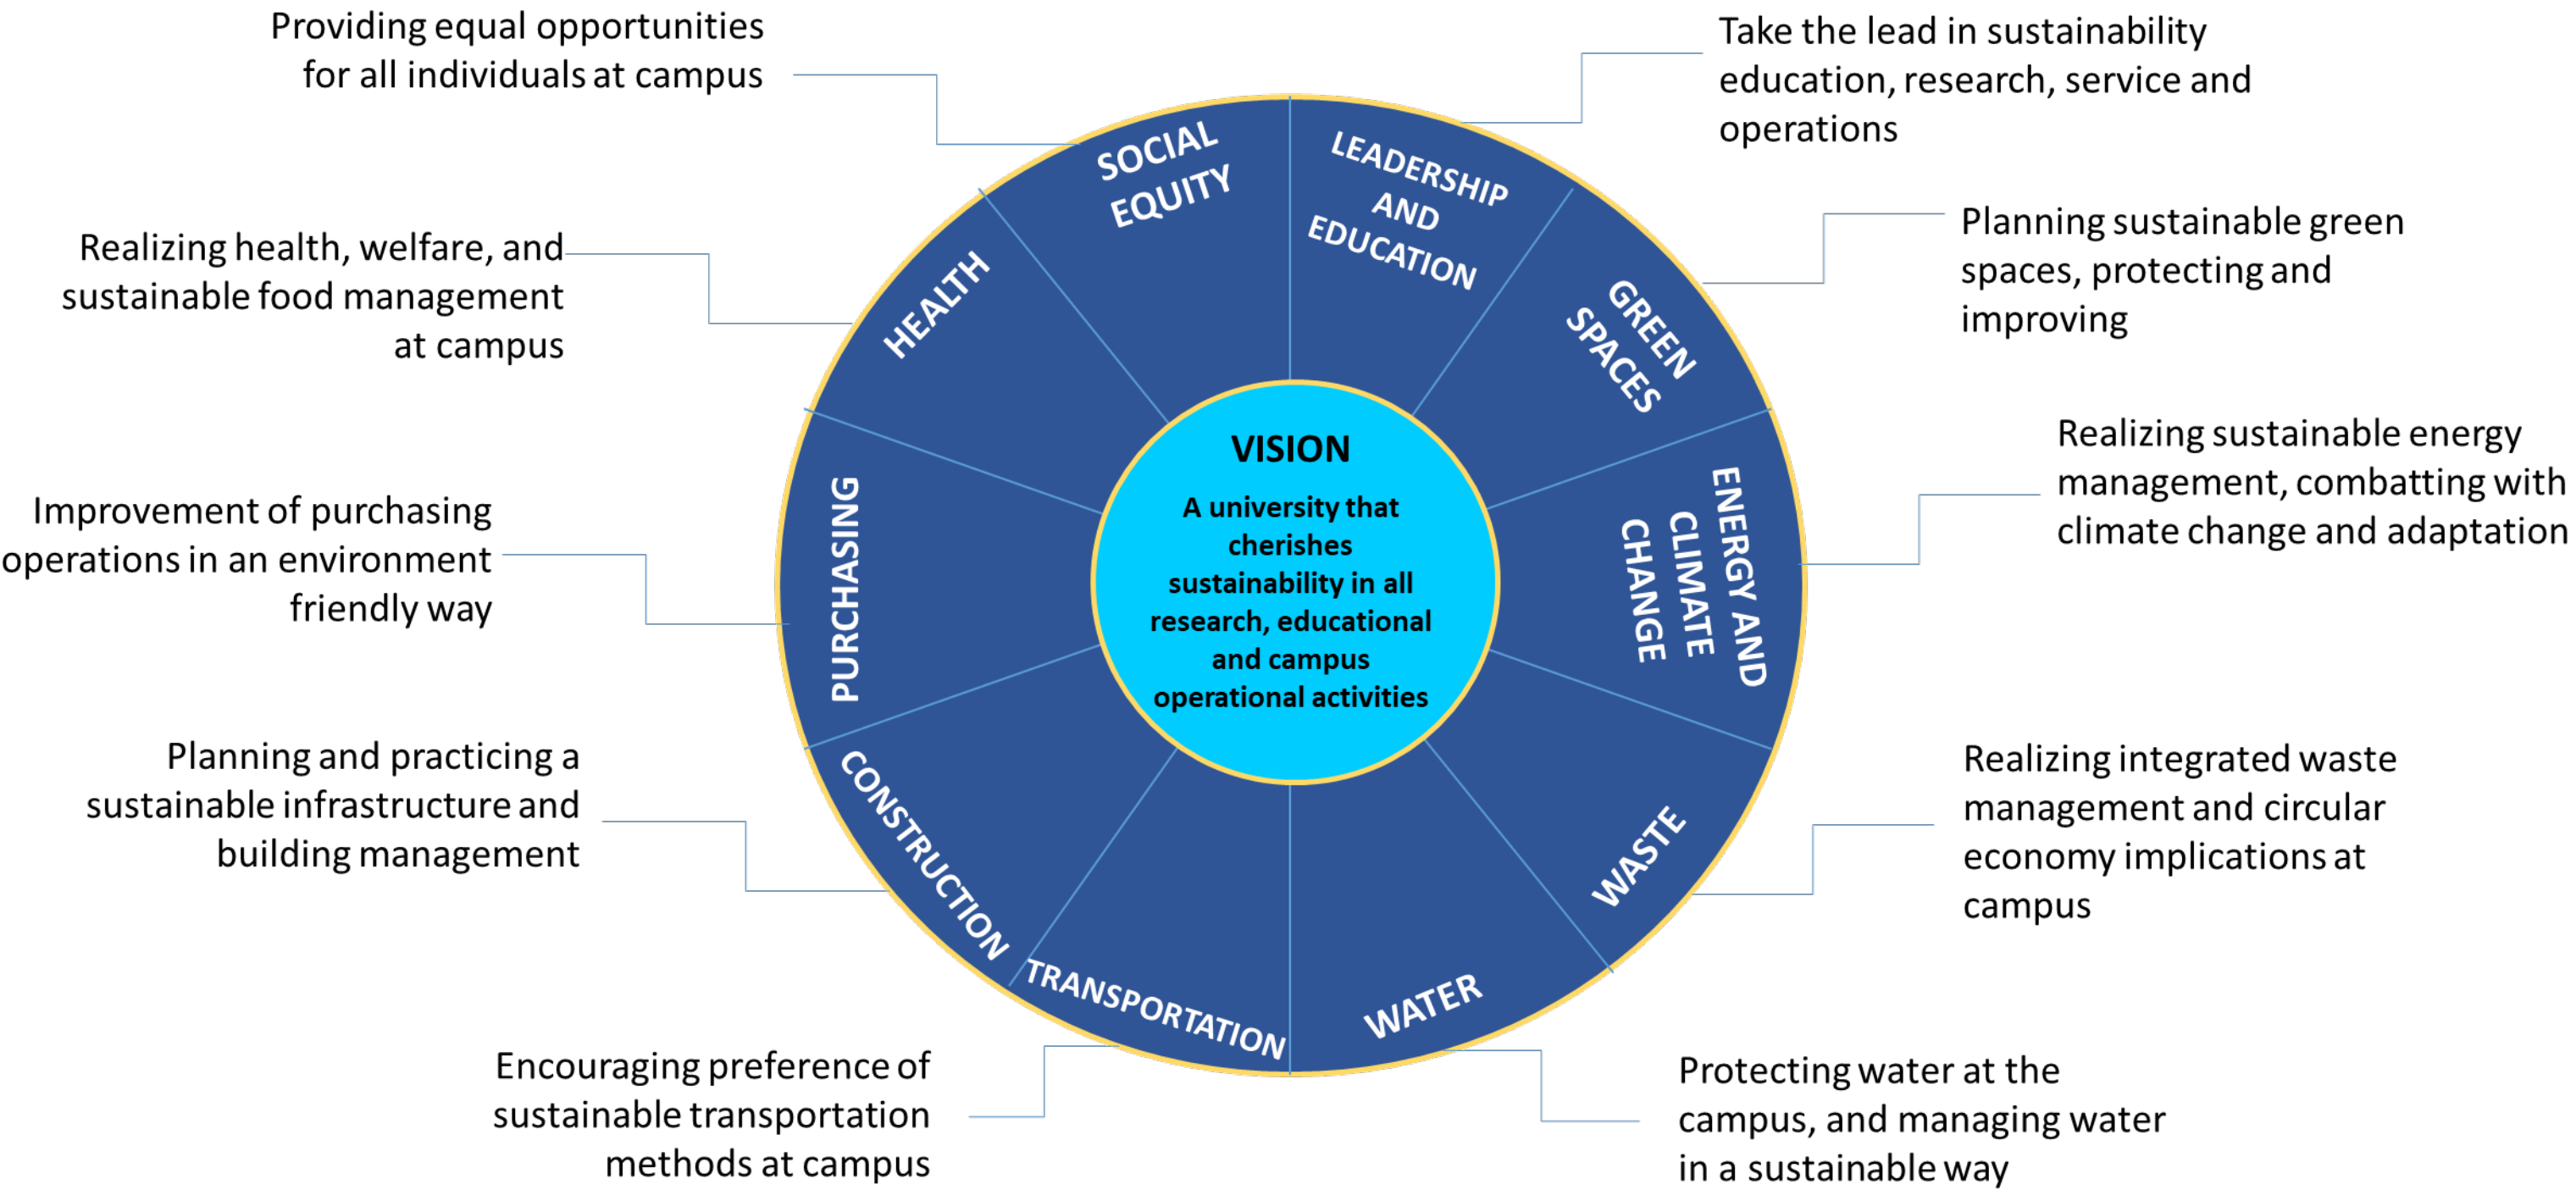 Providing equal opportunities
for all individuals at campus
Take the lead in sustainability
education, research, service and
operations
SOCIAL
EQUITY
LEADERSHIP
AND
EDUCATION
Realizing health, welfare, and
sustainable food management
at campus
HEALTH
GREEN
SPACES
Planning sustainable green
spaces, protecting and
improving
VISION
A university that
cherishes
sustainability in all
research, educational
and campus
operational activities
Improvement of purchasing
operations in an environment
friendly way
PURCHASING
ENERGY AND
CLIMATE
CHANGE
Realizing sustainable energy
management, combatting with
climate change and adaptation
Planning and practicing a
sustainable infrastructure and
building management
CONSTRUCTION
WASTE
Realizing integrated waste
management and circular
economy implications at
campus
TRANSPORTATION
WATER
Encouraging preference of
sustainable transportation
methods at campus
Protecting water at the
campus, and managing water
in a sustainable way